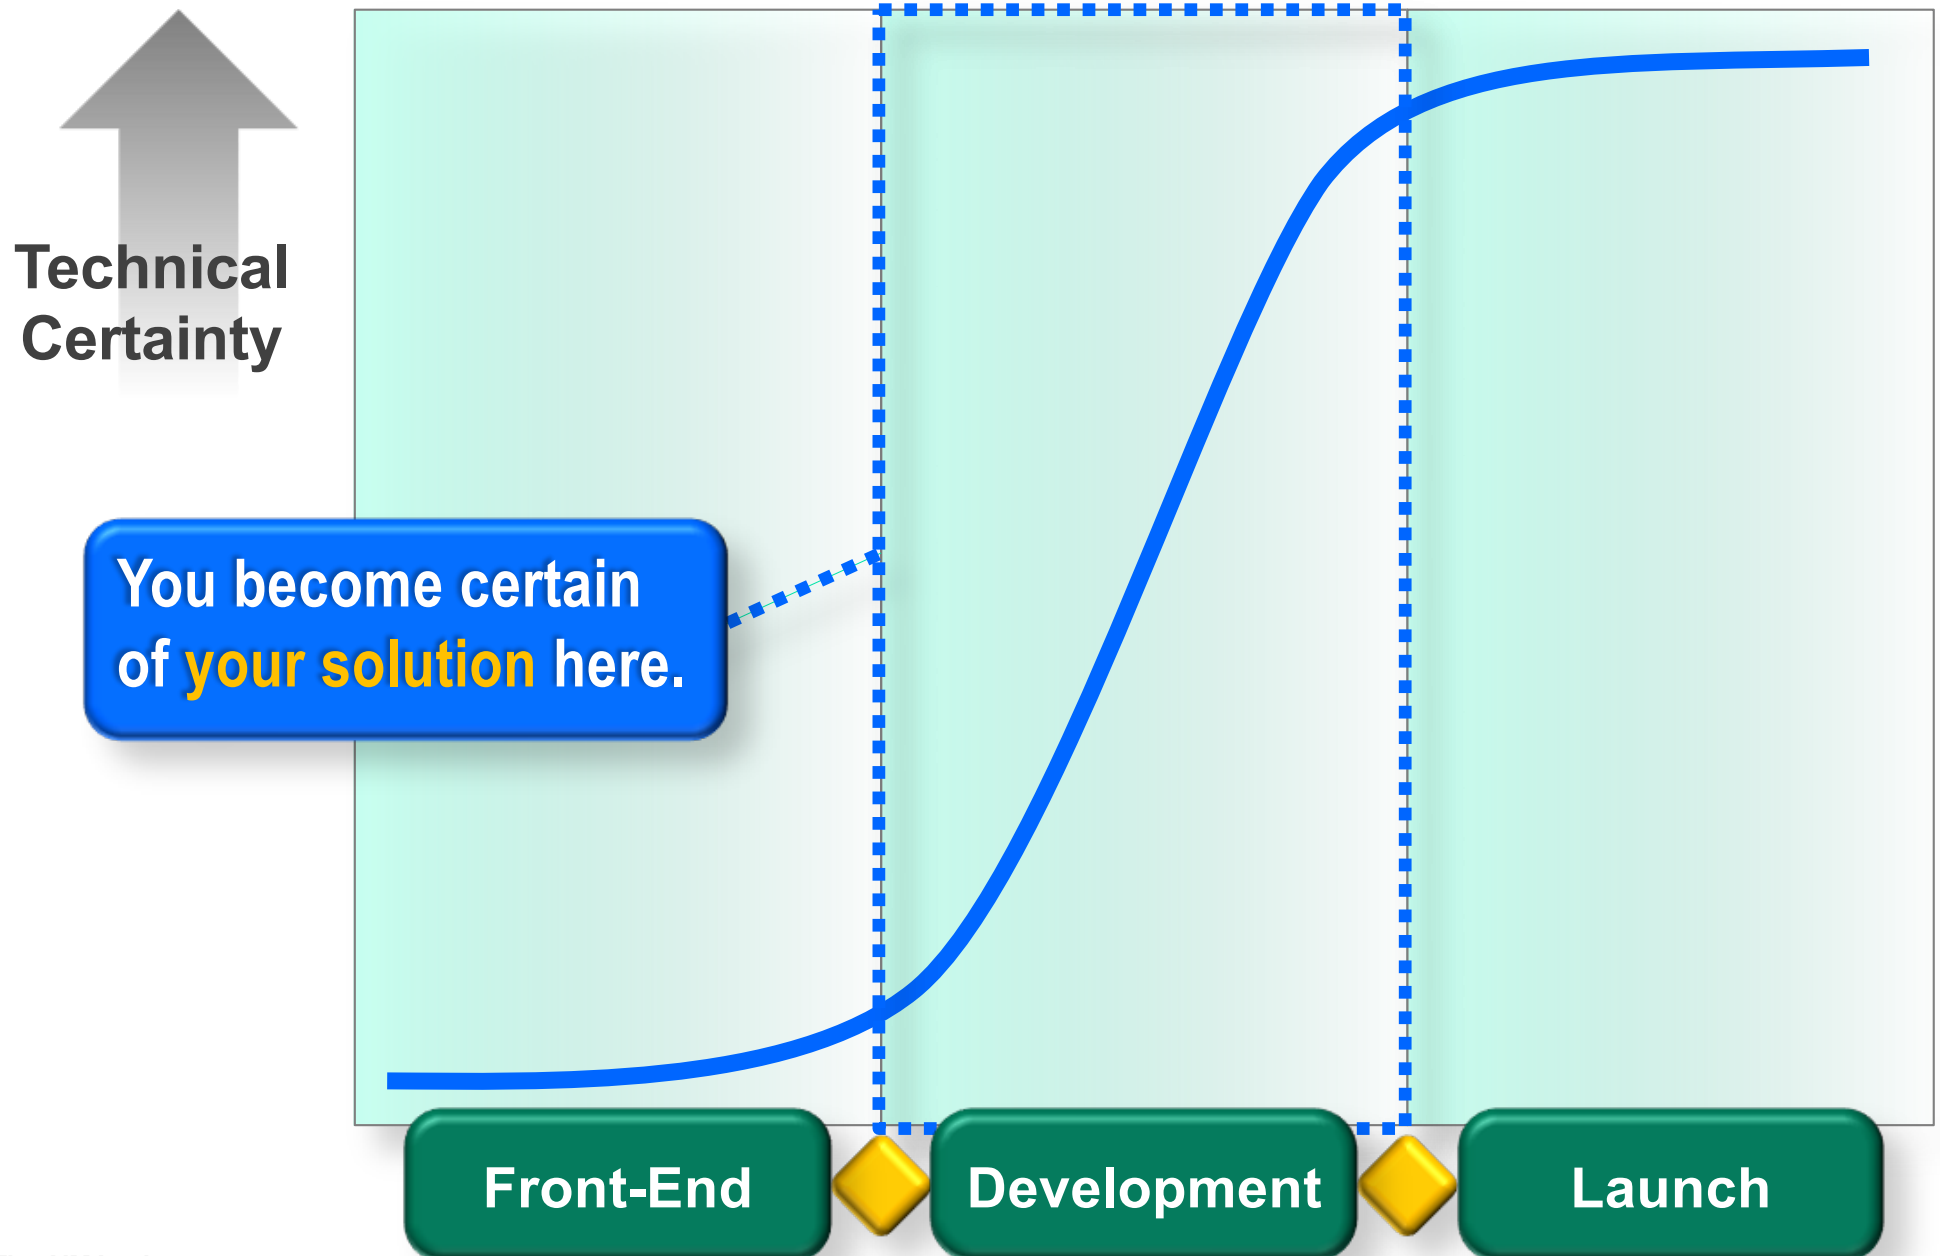 Technical
Certainty
You become certain
of your solution here.
Front-End
Development
Launch